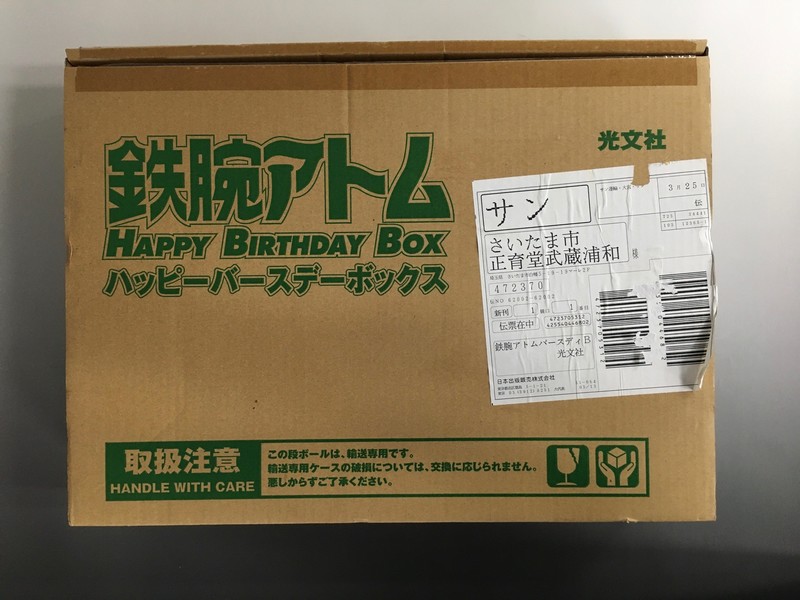 鉄腕アトム
HAPPY BIRTHDAY BOX
ハッピーバースデーボックス
光文社
3月25日
伝
サン
さいたま市
正育堂武蔵浦和
様
472370
新刊 1 1
伝票在中
4723705312
425540446802
鉄腕アトムバースディB
光文社
日本出版販売株式会社
取扱注意
HANDLE WITH CARE
この段ボールは、輸送専用です。
輸送専用ケースの破損については、交換に応じられません。
悪しからずご了承ください。